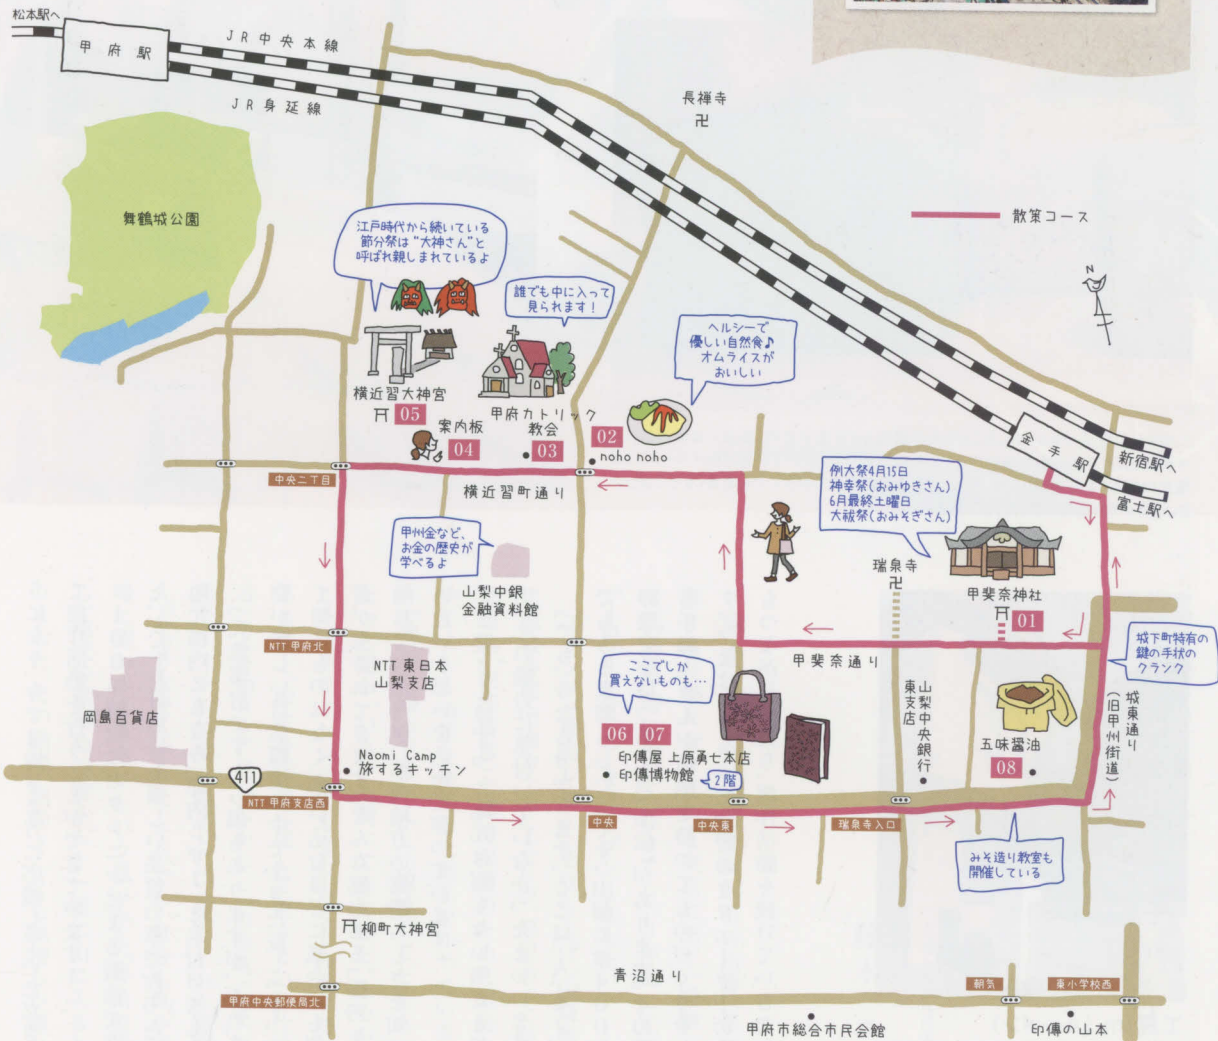 松本駅へ
甲府駅
JR中央本線
JR身延線
長禅寺
卍
舞鶴城公園
散策コース
N
江戸時代から続いている
節分祭は“大神さん”と
呼ばれ親しまれているよ
誰でも中に入って
見られます！
ヘルシーで
優しい自然食♪
オムライスが
おいしい
横近習大神宮
05
案内板
04
甲府カトリック
教会
03
02
noho noho
金手駅
新宿駅へ
富士駅へ
中央二丁目
横近習町通り
例大祭4月15日
神幸祭(おみゆきさん)
6月最終土曜日
大祓祭(おみそぎさん)
甲州金など、
お金の歴史が
学べるよ
山梨中銀
金融資料館
瑞泉寺
卍
甲斐奈神社
01
NTT 甲府北
甲斐奈通り
城下町特有の
鍵の手状の
クランク
NTT 東日本
山梨支店
ここでしか
買えないものも…
岡島百貨店
06 07
印傳屋 上原勇七本店
印傳博物館
2階
山梨中央銀行
東支店
五味醤油
08
城東通り
(旧甲州街道)
Naomi Camp
旅するキッチン
411
NTT 甲府支店西
中央
中央東
瑞泉寺入口
みそ造り教室も
開催している
柳町大神宮
青沼通り
甲府中央郵便局北
朝気
東小学校西
甲府市総合市民会館
印傳の山本